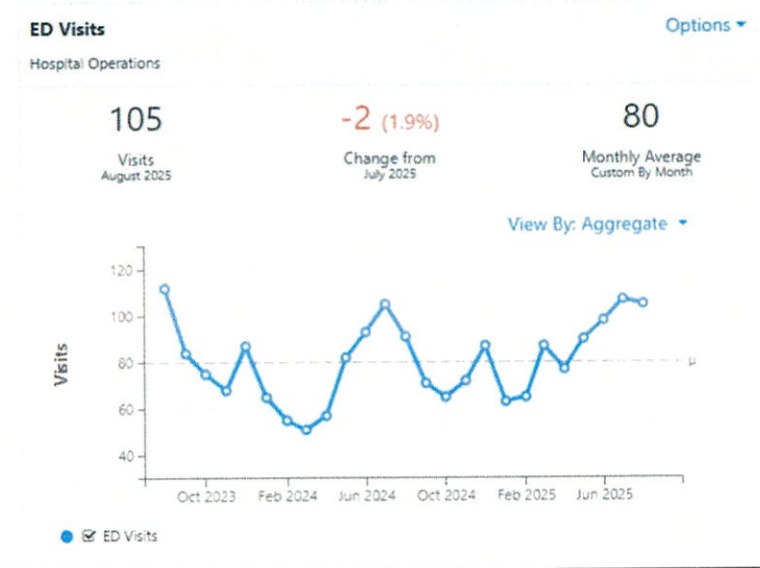 ED Visits
Options
Hospital Operations
105
Visits
August 2025
-2 (1.9%)
Change from
July 2025
80
Monthly Average
Custom By Month
View By: Aggregate
Visits
120
100
80
60
40
μ
Oct 2023 Feb 2024 Jun 2024 Oct 2024 Feb 2025 Jun 2025
ED Visits